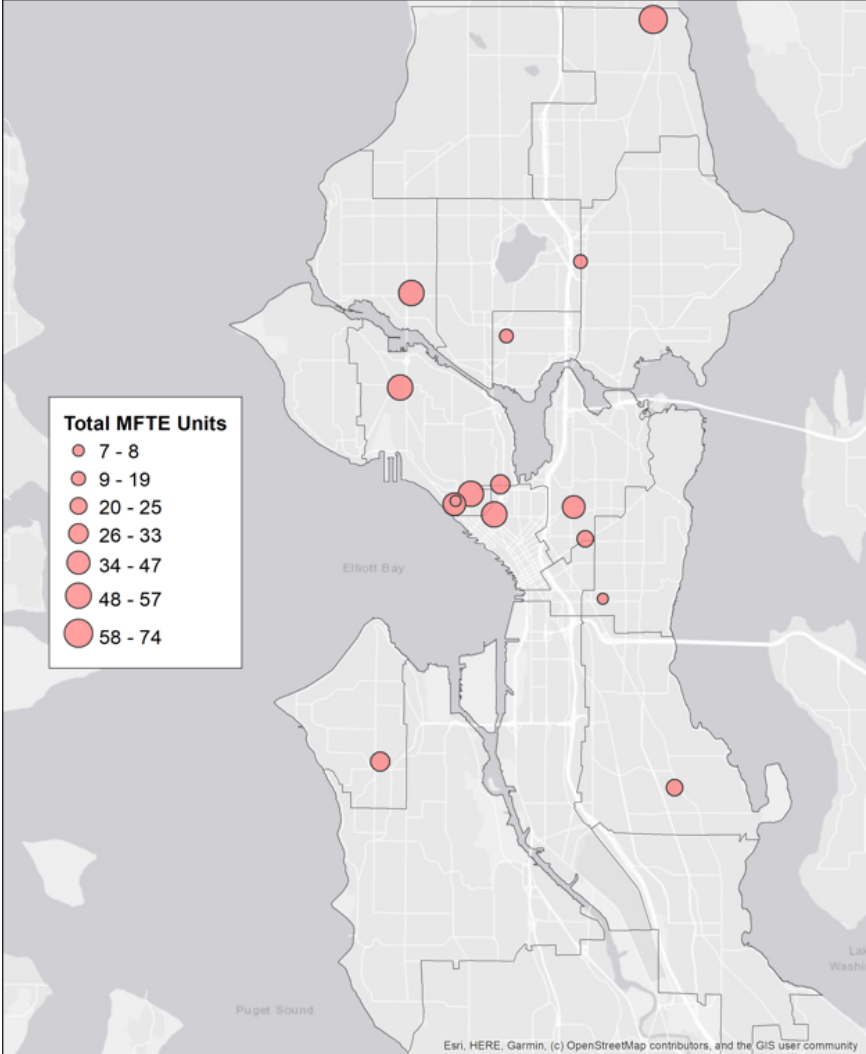 Total MFTE Units
7 - 8
9 - 19
20 - 25
26 - 33
34 - 47
48 - 57
58 - 74
Elliott Bay
Puget Sound
Esri, HERE, Garmin, (c) OpenStreetMap contributors, and the GIS user community